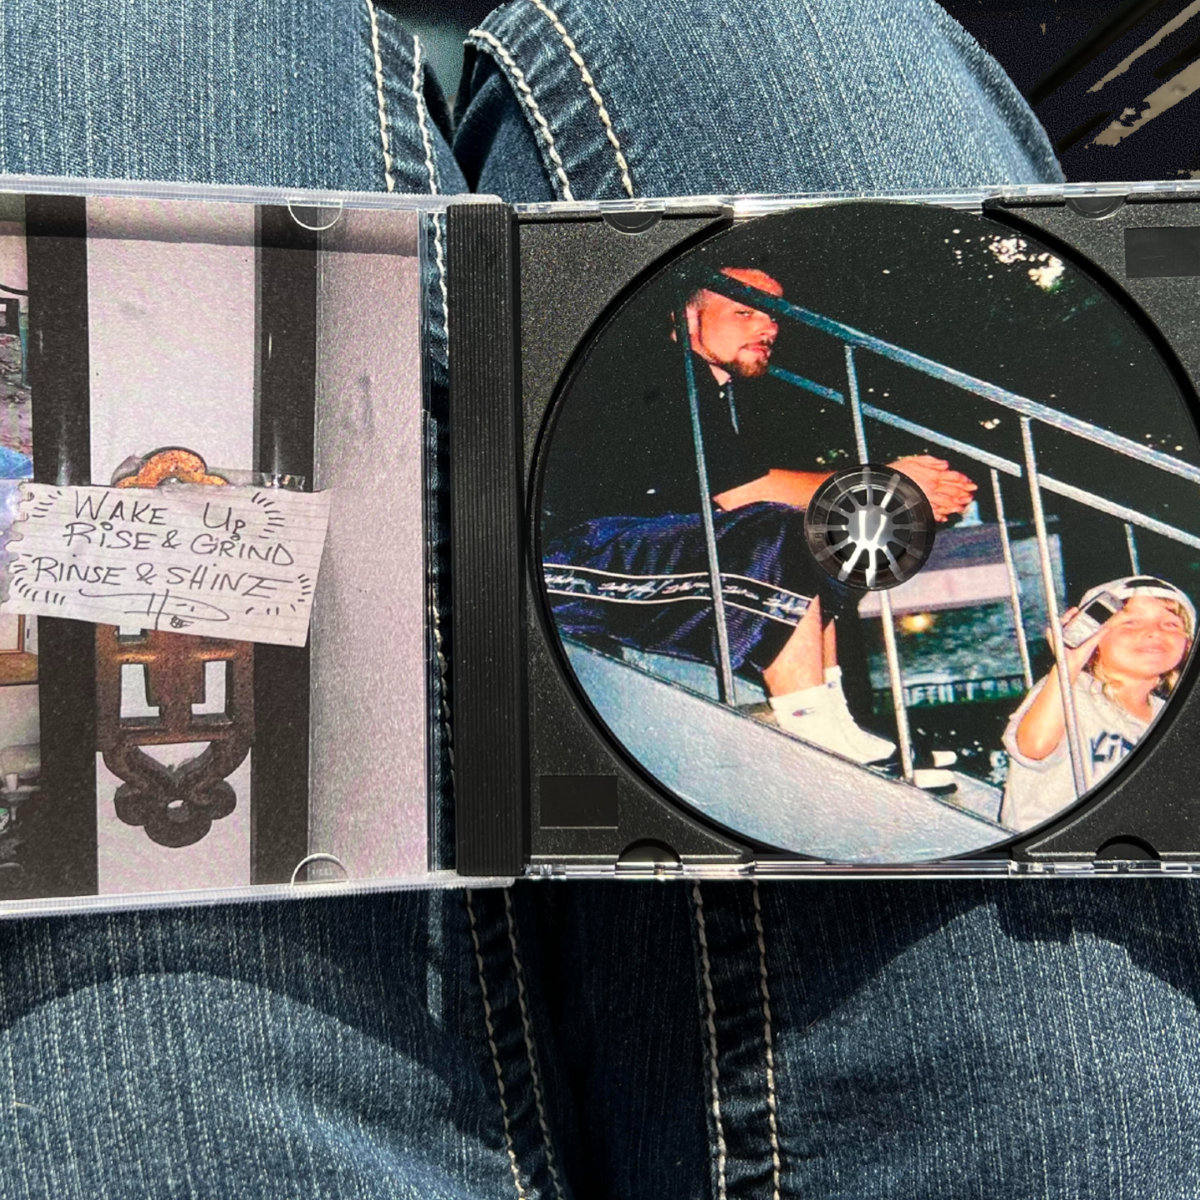 WAKE UP
RISE & GRIND
RINSE & SHINE